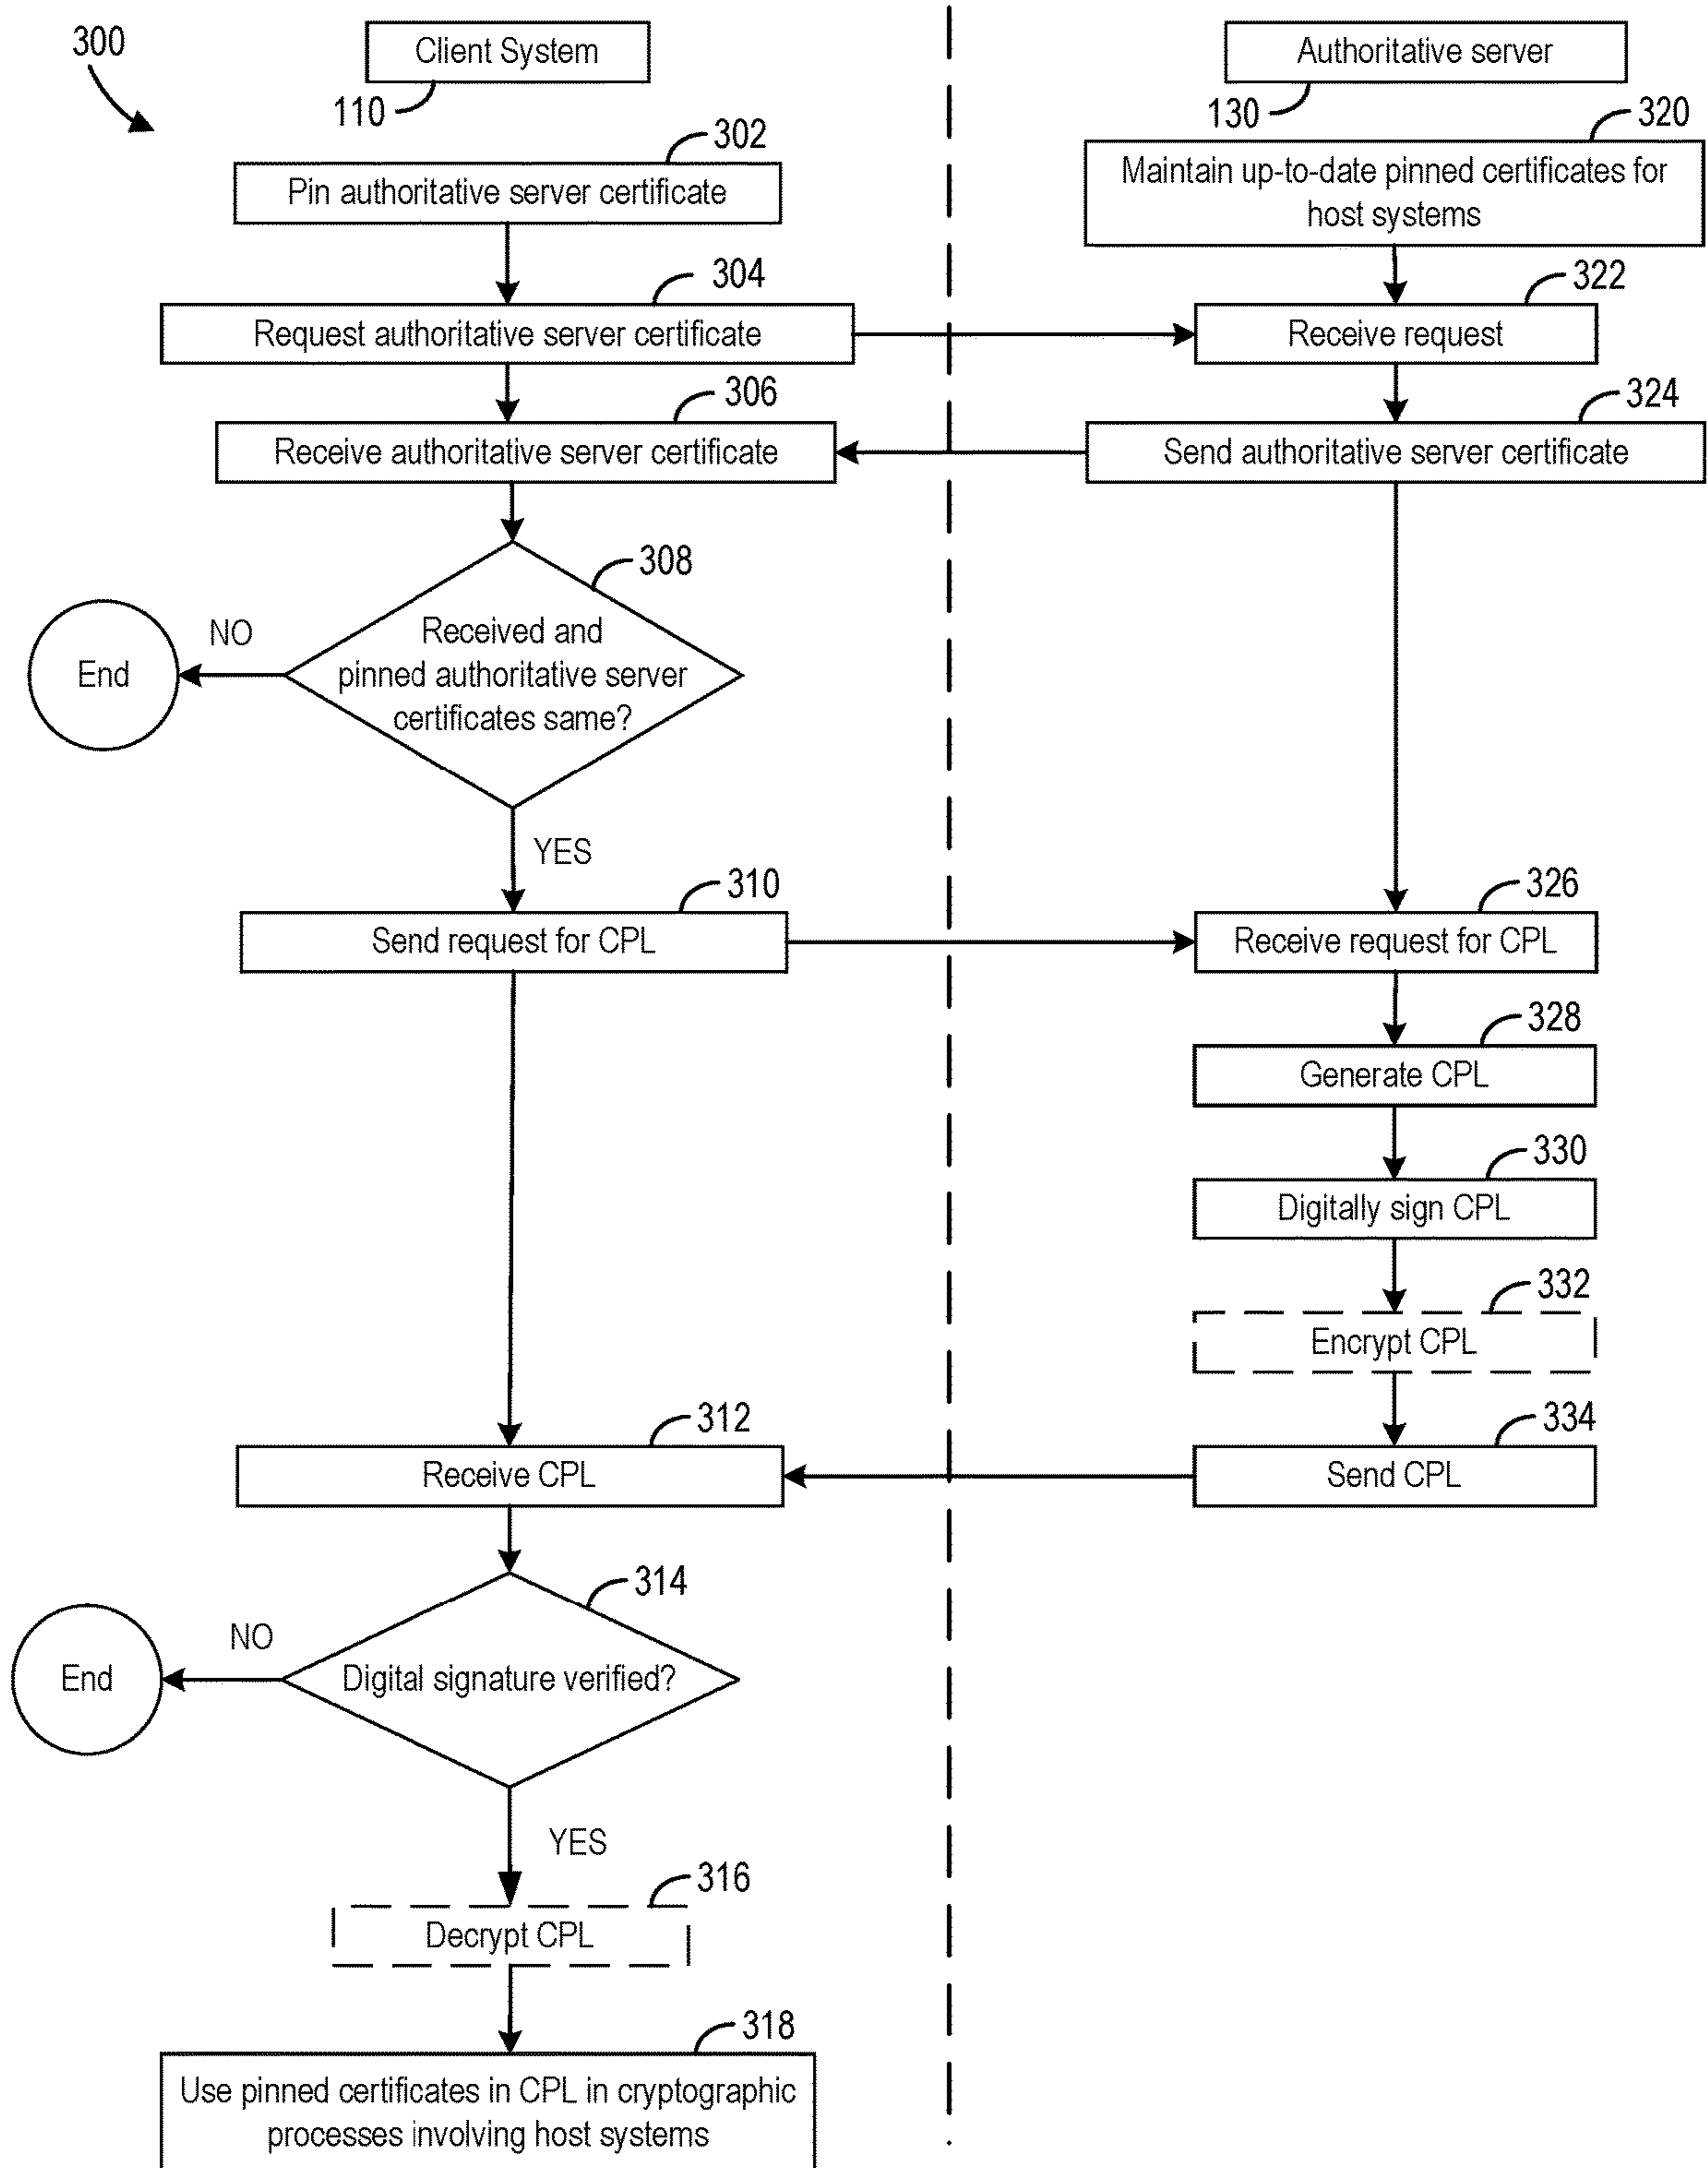 300
Client System
Authoritative server
110
130
302
320
Pin authoritative server certificate
Maintain up-to-date pinned certificates for
host systems
304
322
Request authoritative server certificate
Receive request
306
324
Receive authoritative server certificate
Send authoritative server certificate
308
NO
End
Received and
pinned authoritative server
certificates same?
YES
310
326
Send request for CPL
Receive request for CPL
328
Generate CPL
330
Digitally sign CPL
332
Encrypt CPL
312
334
Receive CPL
Send CPL
314
NO
End
Digital signature verified?
YES
316
Decrypt CPL
318
Use pinned certificates in CPL in cryptographic
processes involving host systems